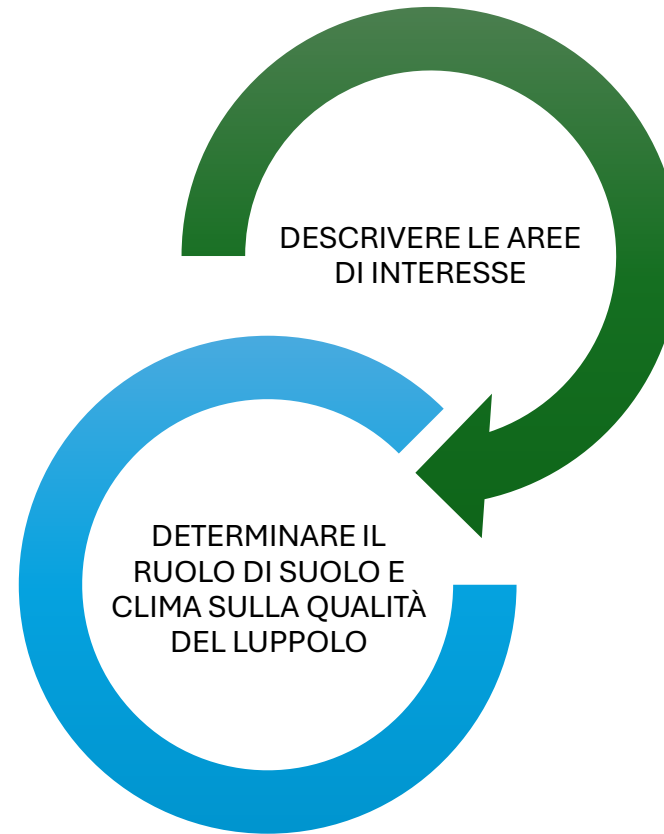 DESCRIVERE LE AREE
DI INTERESSE
DETERMINARE IL
RUOLO DI SUOLO E
CLIMA SULLA QUALITÀ
DEL LUPPOLO